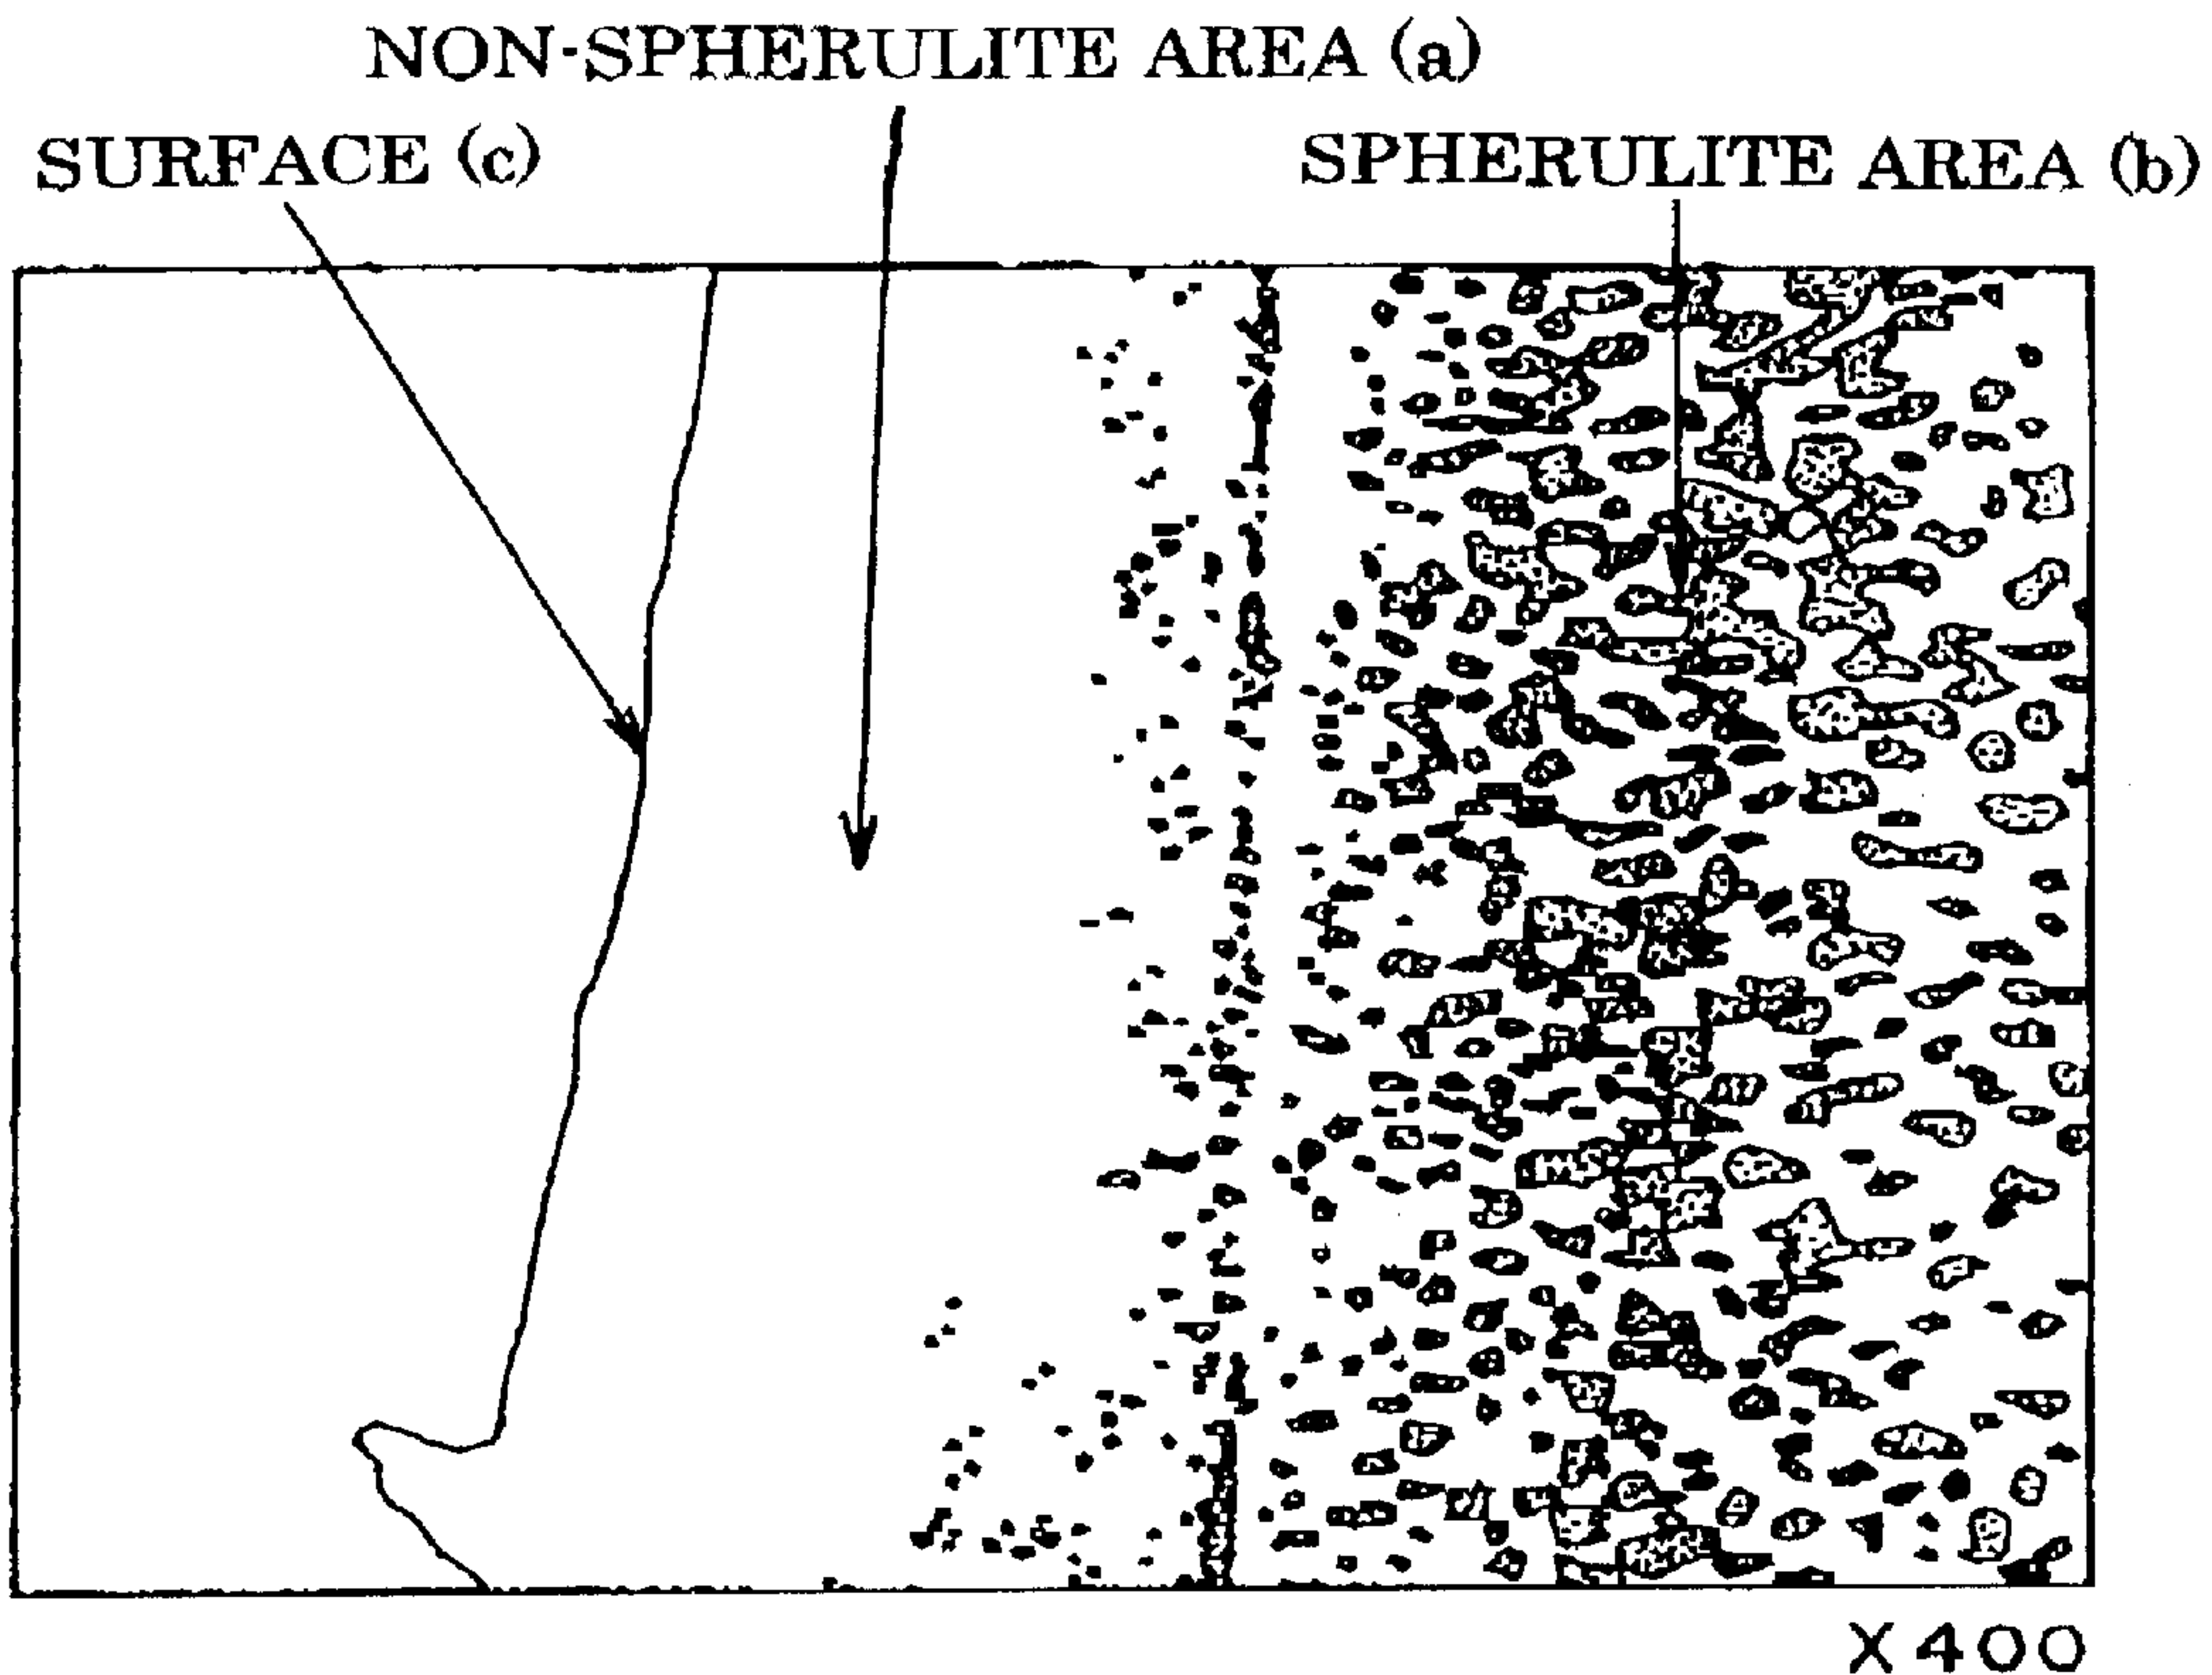 NON-SPHERULITE AREA (a)
SURFACE (c)
SPHERULITE AREA (b)
X400